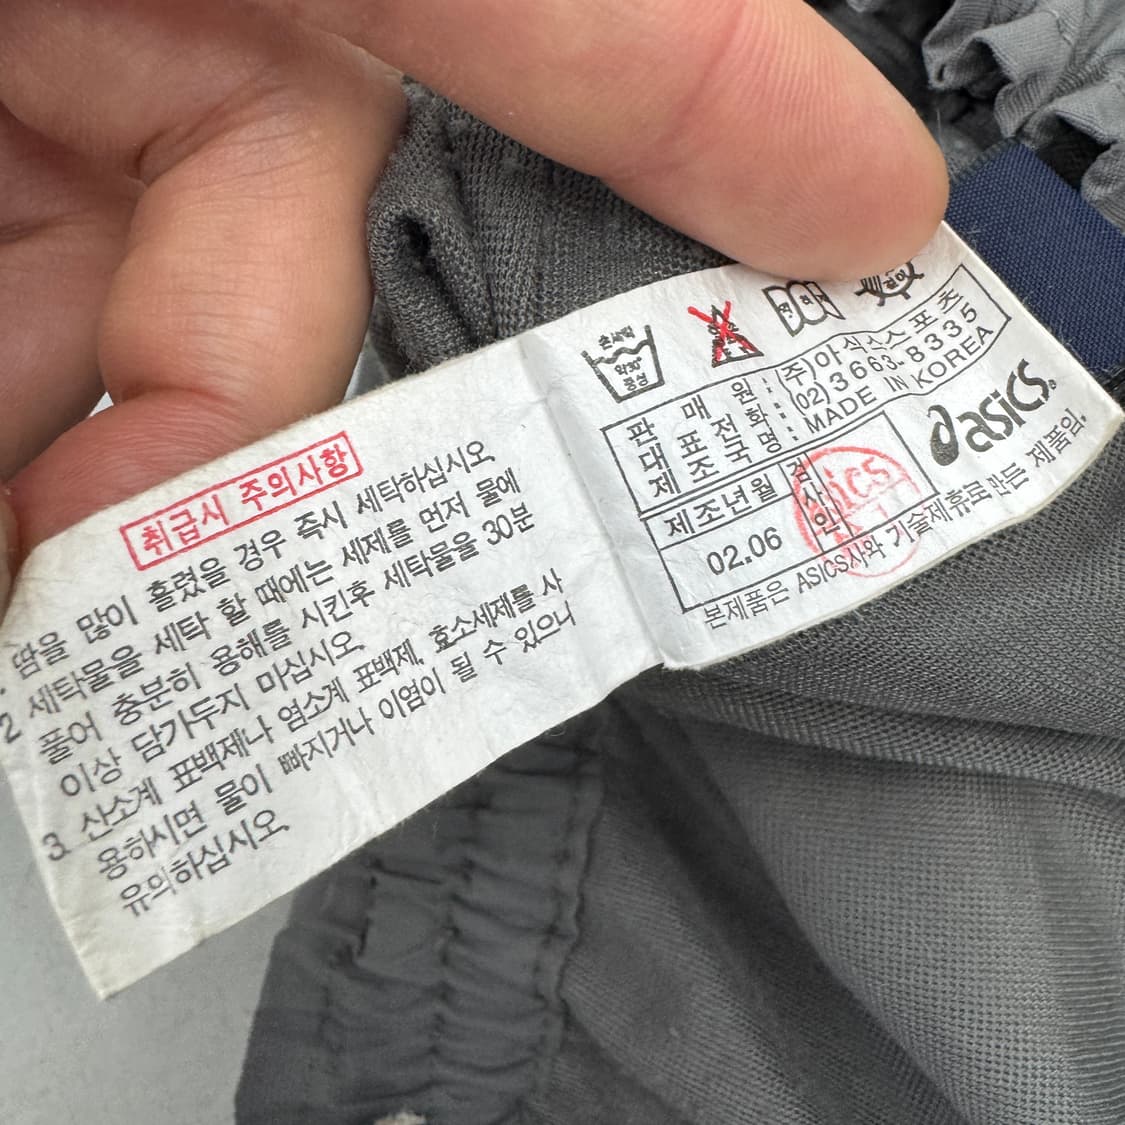 취급시 주의사항
땀을 많이 흘렸을 경우 즉시 세탁하십시오.
2 세탁물을 세탁 할 때에는 세제를 먼저 물에
풀어 충분히 용해를 시킨후 세탁물을 30분
이상 담가두지 마십시오.
3. 산소계 표백제나 염소계 표백제, 효소세제를 사
용하시면 물이 빠지거나 이염이 될 수 있으니
유의하십시오.
손세탁
약30°
중성
판 매 원 : (주)아식스스포츠
대 표 전 화 : (02)3663-8335
제 조 국 명 : MADE IN KOREA
제조년월
02.06
검
사
인
asics
asics.
본제품은 ASICS사와 기술제휴로 만든 제품임.